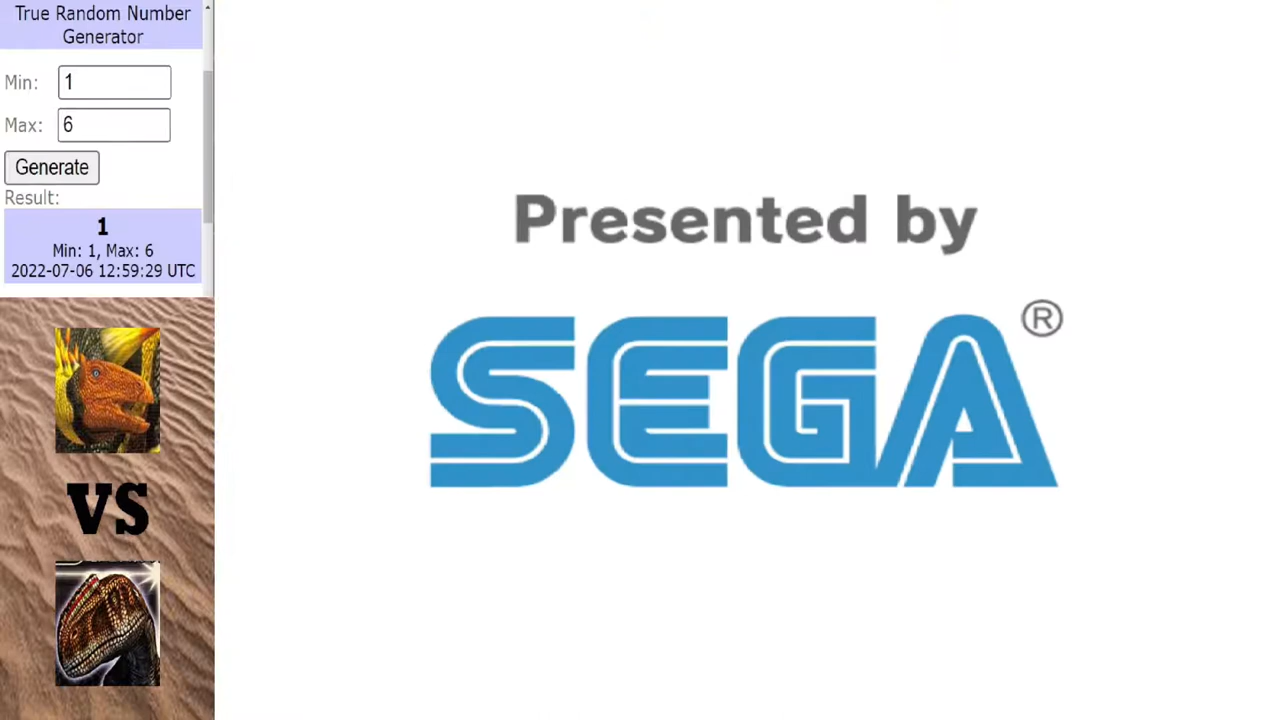 True Random Number
Generator
Min: 1
Max: 6
Generate
Result:
1
Min: 1, Max: 6
2022-07-06 12:59:29 UTC
VS
Presented by
SEGA®